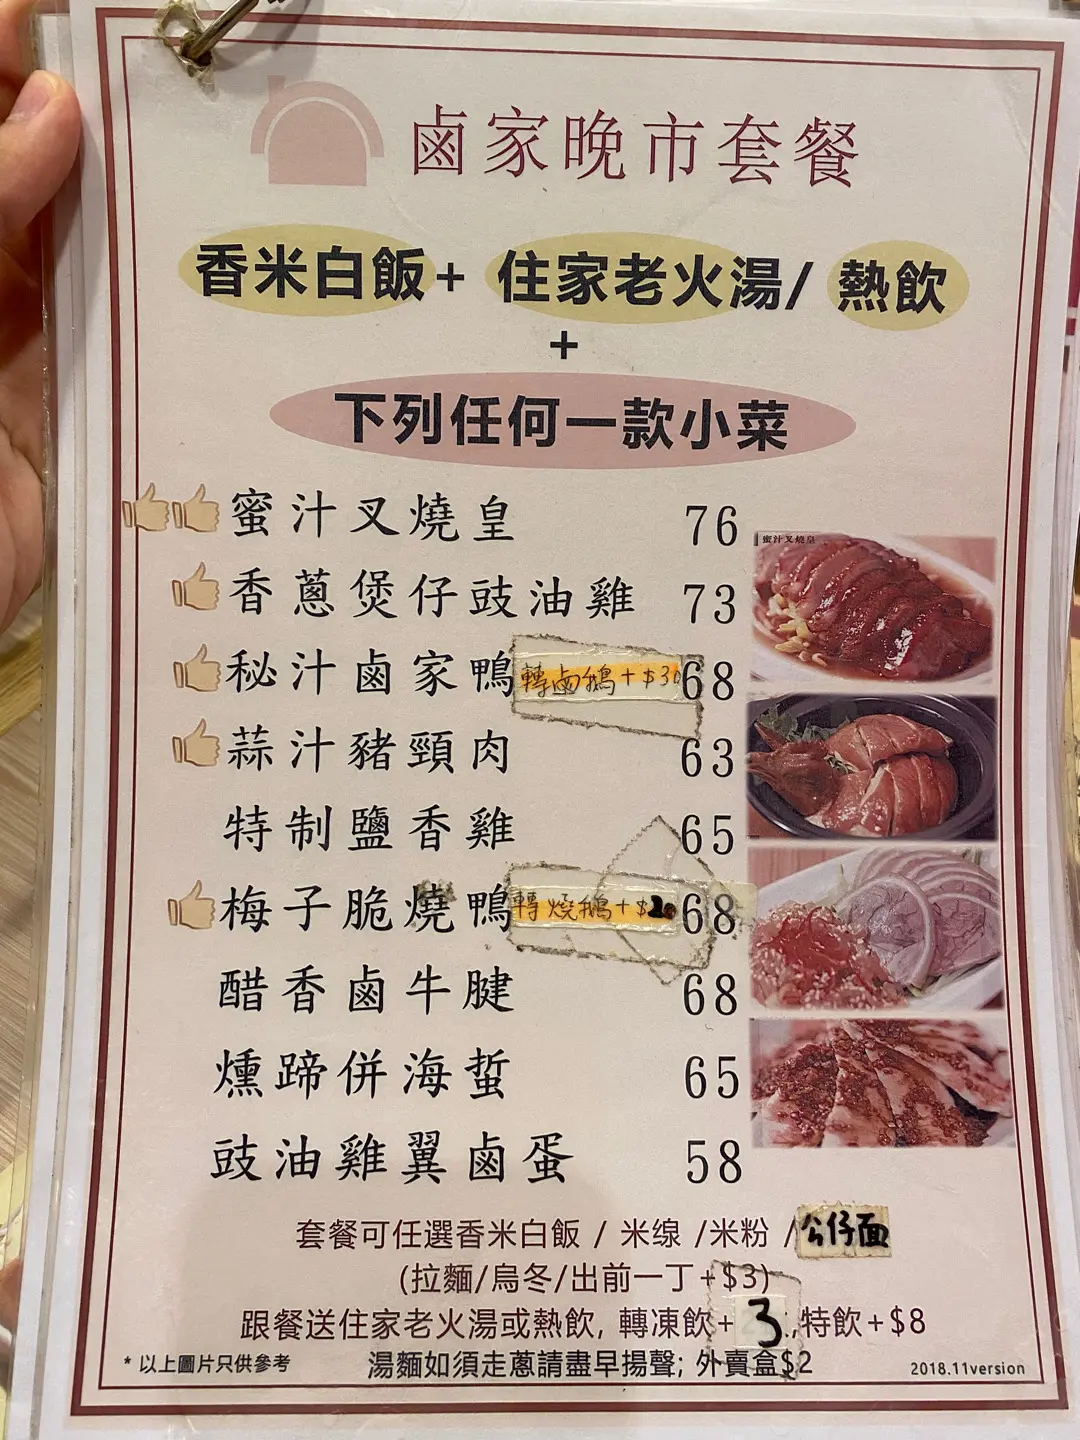 鹵家晚市套餐
香米白飯+ 住家老火湯/ 熱飲
+
下列任何一款小菜
蜜汁叉燒皇 76
蜜汁叉燒皇
香蔥煲仔豉油雞 73
秘汁鹵家鴨 轉鹵鵝+$30 68
蒜汁豬頸肉 63
特制鹽香雞 65
梅子脆燒鴨 轉燒鵝+$20 68
醋香鹵牛腱 68
燻蹄併海蜇 65
豉油雞翼鹵蛋 58
套餐可任選香米白飯 / 米缐 /米粉 /公仔面
(拉麵/烏冬/出前一丁+$3)
跟餐送住家老火湯或熱飲, 轉凍飲+3.,特飲+$8
* 以上圖片只供參考 湯麵如須走蔥請盡早揚聲; 外賣盒$2 2018.11version